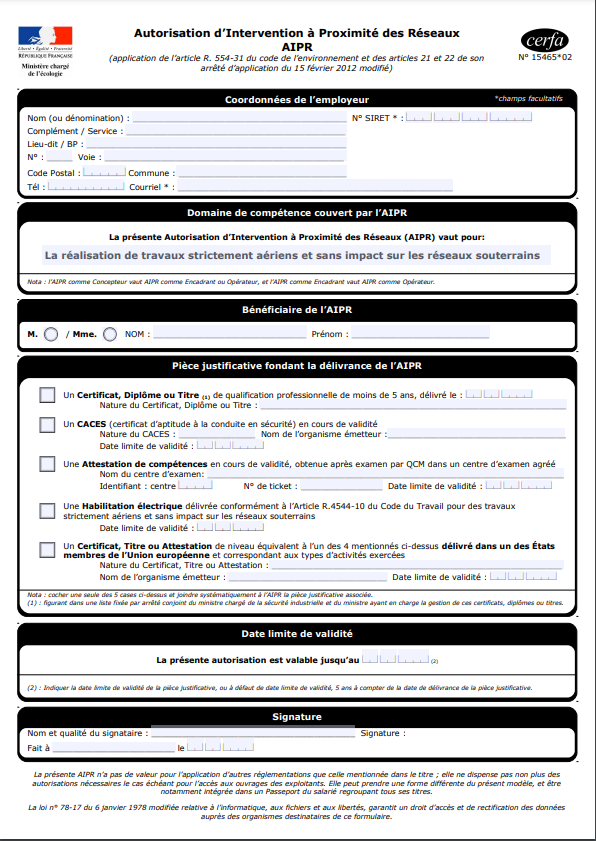 Liberté • Égalité • Fraternité
RÉPUBLIQUE FRANÇAISE
Ministère chargé
de l'écologie
Autorisation d'Intervention à Proximité des Réseaux
AIPR
(application de l'article R. 554-31 du code de l'environnement et des articles 21 et 22 de son
arrêté d'application du 15 février 2012 modifié)
cerfa
N° 15465*02
Coordonnées de l'employeur
*champs facultatifs
Nom (ou dénomination) : N° SIRET * :
Complément / Service :
Lieu-dit / BP :
N° : Voie :
Code Postal : Commune :
Tél : Courriel * :
Domaine de compétence couvert par l'AIPR
La présente Autorisation d'Intervention à Proximité des Réseaux (AIPR) vaut pour:
La réalisation de travaux strictement aériens et sans impact sur les réseaux souterrains
Nota : l'AIPR comme Concepteur vaut AIPR comme Encadrant ou Opérateur, et l'AIPR comme Encadrant vaut AIPR comme Opérateur.
Bénéficiaire de l'AIPR
M. / Mme. NOM : Prénom :
Pièce justificative fondant la délivrance de l'AIPR
Un Certificat, Diplôme ou Titre (1) de qualification professionnelle de moins de 5 ans, délivré le :
Nature du Certificat, Diplôme ou Titre :
Un CACES (certificat d'aptitude à la conduite en sécurité) en cours de validité
Nature du CACES : Nom de l'organisme émetteur :
Date limite de validité :
Une Attestation de compétences en cours de validité, obtenue après examen par QCM dans un centre d'examen agréé
Nom du centre d'examen:
Identifiant : centre N° de ticket : Date limite de validité :
Une Habilitation électrique délivrée conformément à l'Article R.4544-10 du Code du Travail pour des travaux
strictement aériens et sans impact sur les réseaux souterrains
Date limite de validité :
Un Certificat, Titre ou Attestation de niveau équivalent à l'un des 4 mentionnés ci-dessus délivré dans un des États
membres de l'Union européenne et correspondant aux types d'activités exercées
Nature du Certificat, Titre ou Attestation :
Nom de l'organisme émetteur : Date limite de validité :
Nota : cocher une seule des 5 cases ci-dessus et joindre systématiquement à l'AIPR la pièce justificative associée.
(1) : figurant dans une liste fixée par arrêté conjoint du ministre chargé de la sécurité industrielle et du ministre ayant en charge la gestion de ces certificats, diplômes ou titres.
Date limite de validité
La présente autorisation est valable jusqu'au (2)
(2) : Indiquer la date limite de validité de la pièce justificative, ou à défaut de date limite de validité, 5 ans à compter de la date de délivrance de la pièce justificative.
Signature
Nom et qualité du signataire : Signature :
Fait à le
La présente AIPR n'a pas de valeur pour l'application d'autres réglementations que celle mentionnée dans le titre ; elle ne dispense pas non plus des
autorisations nécessaires le cas échéant pour l'accès aux ouvrages des exploitants. Elle peut prendre une forme différente du présent modèle, et être
notamment intégrée dans un Passeport du salarié regroupant tous ses titres.
La loi n° 78-17 du 6 janvier 1978 modifiée relative à l'informatique, aux fichiers et aux libertés, garantit un droit d'accès et de rectification des données
auprès des organismes destinataires de ce formulaire.